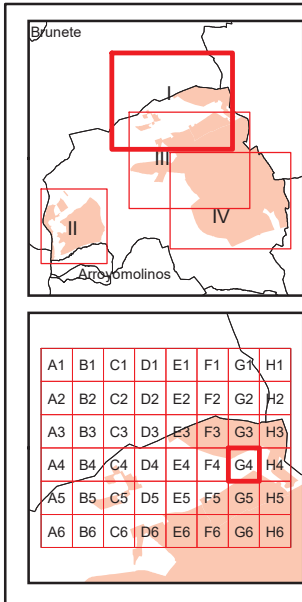 Brunete
I
III
IV
II
Arroyomolinos
A1 B1 C1 D1 E1 F1 G1 H1
A2 B2 C2 D2 E2 F2 G2 H2
A3 B3 C3 D3 E3 F3 G3 H3
A4 B4 C4 D4 E4 F4 G4 H4
A5 B5 C5 D5 E5 F5 G5 H5
A6 B6 C6 D6 E6 F6 G6 H6